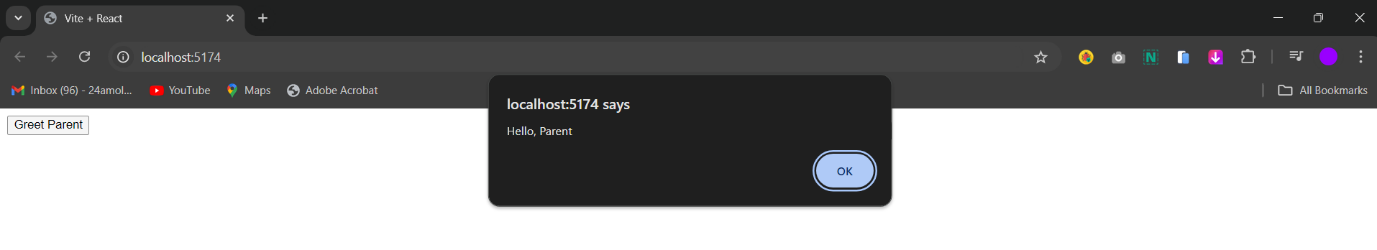 Vite + React
localhost:5174
Inbox (96) - 24amol... YouTube Maps Adobe Acrobat All Bookmarks
localhost:5174 says
Hello, Parent
OK
Greet Parent
N